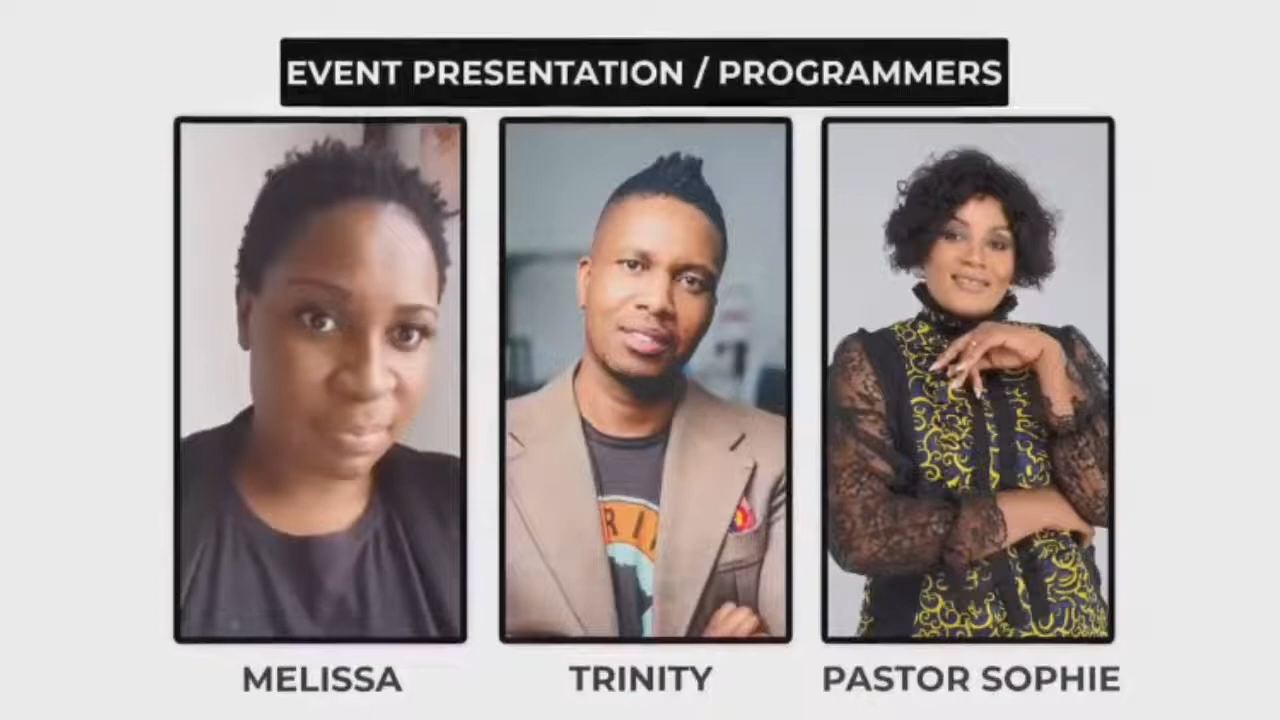 EVENT PRESENTATION / PROGRAMMERS
MELISSA
TRINITY
PASTOR SOPHIE